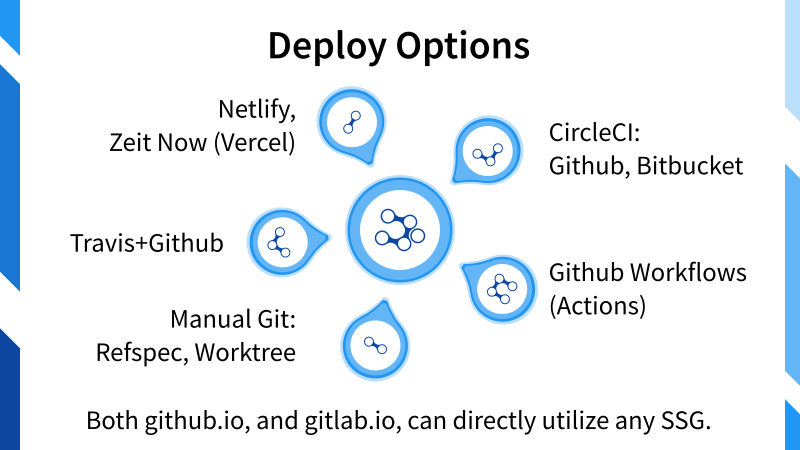 Deploy Options
Netlify,
Zeit Now (Vercel)
CircleCI:
Github, Bitbucket
Travis+Github
Github Workflows
(Actions)
Manual Git:
Refspec, Worktree
Both github.io, and gitlab.io, can directly utilize any SSG.